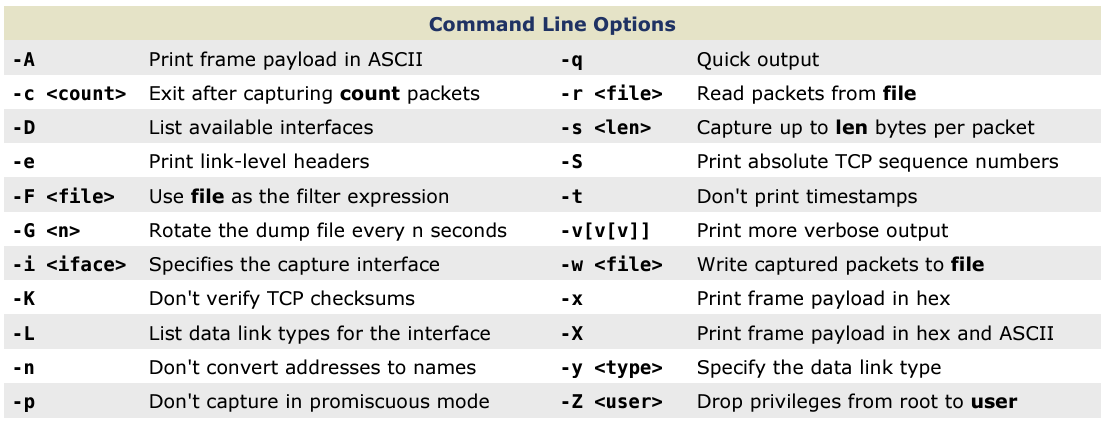 Command Line Options
-A Print frame payload in ASCII -q Quick output
-c <count> Exit after capturing count packets -r <file> Read packets from file
-D List available interfaces -s <len> Capture up to len bytes per packet
-e Print link-level headers -S Print absolute TCP sequence numbers
-F <file> Use file as the filter expression -t Don't print timestamps
-G <n> Rotate the dump file every n seconds -v[v[v]] Print more verbose output
-i <iface> Specifies the capture interface -w <file> Write captured packets to file
-K Don't verify TCP checksums -x Print frame payload in hex
-L List data link types for the interface -X Print frame payload in hex and ASCII
-n Don't convert addresses to names -y <type> Specify the data link type
-p Don't capture in promiscuous mode -Z <user> Drop privileges from root to user